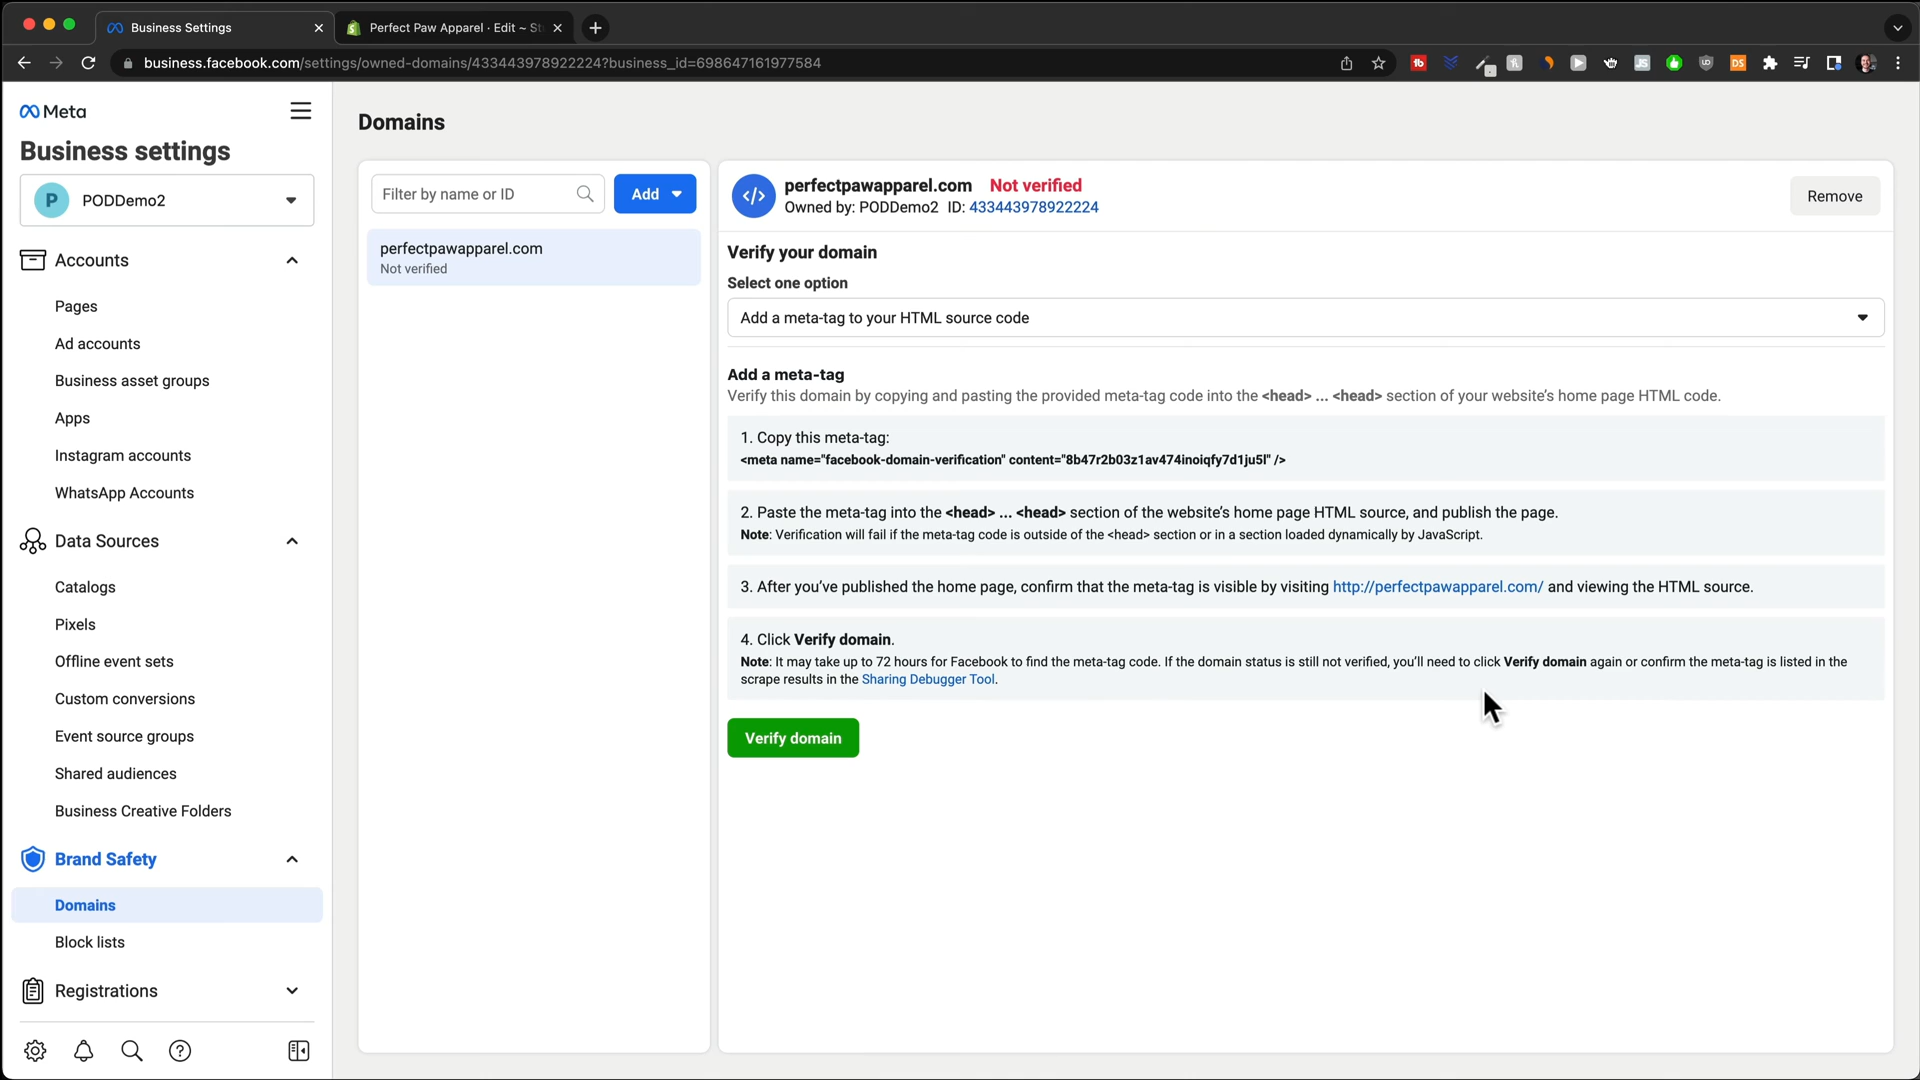 Business Settings
Perfect Paw Apparel · Edit ~ St
business.facebook.com/settings/owned-domains/433443978922224?business_id=698647161977584
Meta
Business settings
P PODDemo2
Accounts
Pages
Ad accounts
Business asset groups
Apps
Instagram accounts
WhatsApp Accounts
Data Sources
Catalogs
Pixels
Offline event sets
Custom conversions
Event source groups
Shared audiences
Business Creative Folders
Brand Safety
Domains
Block lists
Registrations
Domains
Filter by name or ID
Add
perfectpawapparel.com
Not verified
perfectpawapparel.com Not verified
Owned by: PODDemo2 ID: 433443978922224
Remove
Verify your domain
Select one option
Add a meta-tag to your HTML source code
Add a meta-tag
Verify this domain by copying and pasting the provided meta-tag code into the <head> ... <head> section of your website's home page HTML code.
1. Copy this meta-tag:
<meta name="facebook-domain-verification" content="8b47r2b03z1av474inoiqfy7d1ju5l" />
2. Paste the meta-tag into the <head> ... <head> section of the website's home page HTML source, and publish the page.
Note: Verification will fail if the meta-tag code is outside of the <head> section or in a section loaded dynamically by JavaScript.
3. After you've published the home page, confirm that the meta-tag is visible by visiting http://perfectpawapparel.com/ and viewing the HTML source.
4. Click Verify domain.
Note: It may take up to 72 hours for Facebook to find the meta-tag code. If the domain status is still not verified, you'll need to click Verify domain again or confirm the meta-tag is listed in the
scrape results in the Sharing Debugger Tool.
Verify domain